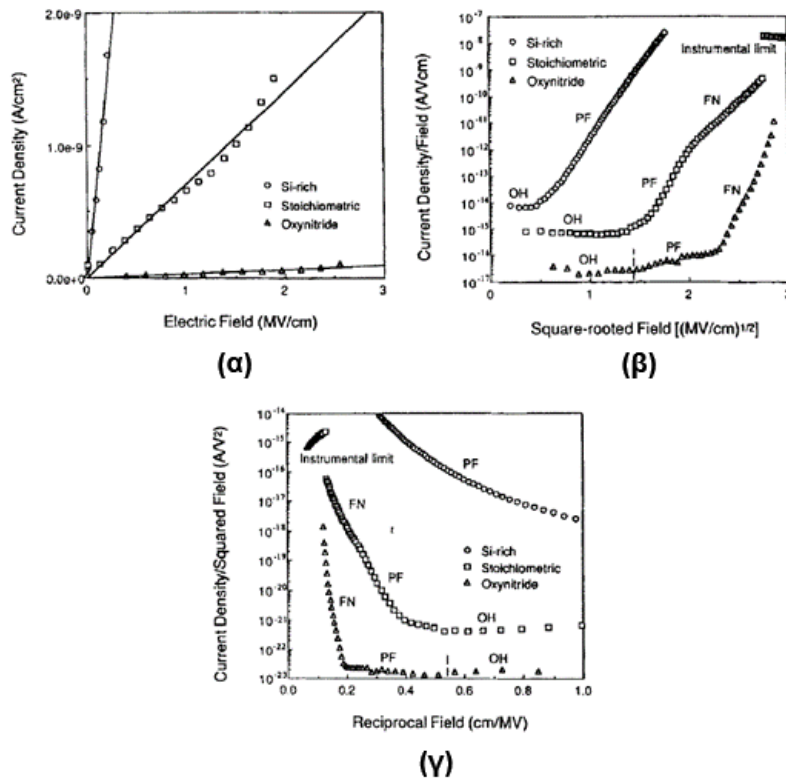 2.0e-9
1.0e-9
0.0e+0
Current Density (A/cm²)
Si-rich
Stoichiometric
Oxynitride
0 1 2 3
Electric Field (MV/cm)
(α)
10⁻⁷
10⁻⁸
10⁻⁹
10⁻¹⁰
10⁻¹¹
10⁻¹²
10⁻¹³
10⁻¹⁴
10⁻¹⁵
10⁻¹⁶
10⁻¹⁷
Current Density/Field (A/Vcm)
Si-rich
Stoichiometric
Oxynitride
Instrumental limit
PF
FN
OH
PF
FN
OH
OH
PF
0 1 2 3
Square-rooted Field [(MV/cm)¹/²]
(β)
10⁻¹⁴
10⁻¹⁵
10⁻¹⁶
10⁻¹⁷
10⁻¹⁸
10⁻¹⁹
10⁻²⁰
10⁻²¹
10⁻²²
10⁻²³
Current Density/Squared Field (A/V²)
Instrumental limit
PF
FN
Si-rich
Stoichiometric
Oxynitride
PF
FN
OH
PF
OH
0.0 0.2 0.4 0.6 0.8 1.0
Reciprocal Field (cm/MV)
(γ)